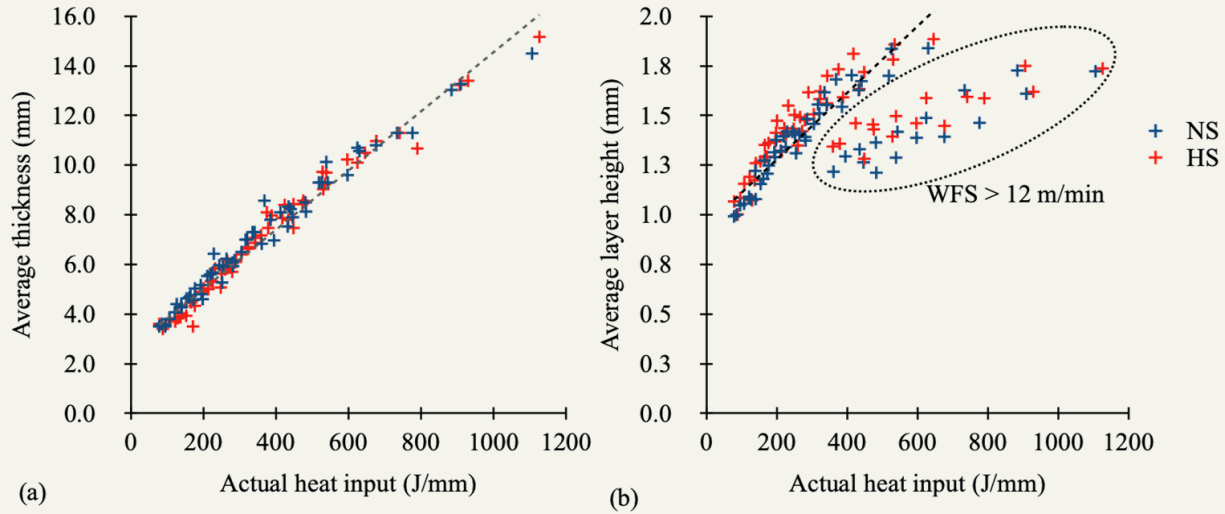 16.0
14.0
12.0
10.0
8.0
6.0
4.0
2.0
0.0
Average thickness (mm)
0 200 400 600 800 1000 1200
Actual heat input (J/mm)
(a)
2.0
1.8
1.5
1.3
1.0
0.8
0.5
0.3
0.0
Average layer height (mm)
WFS > 12 m/min
0 200 400 600 800 1000 1200
Actual heat input (J/mm)
(b)
NS
HS